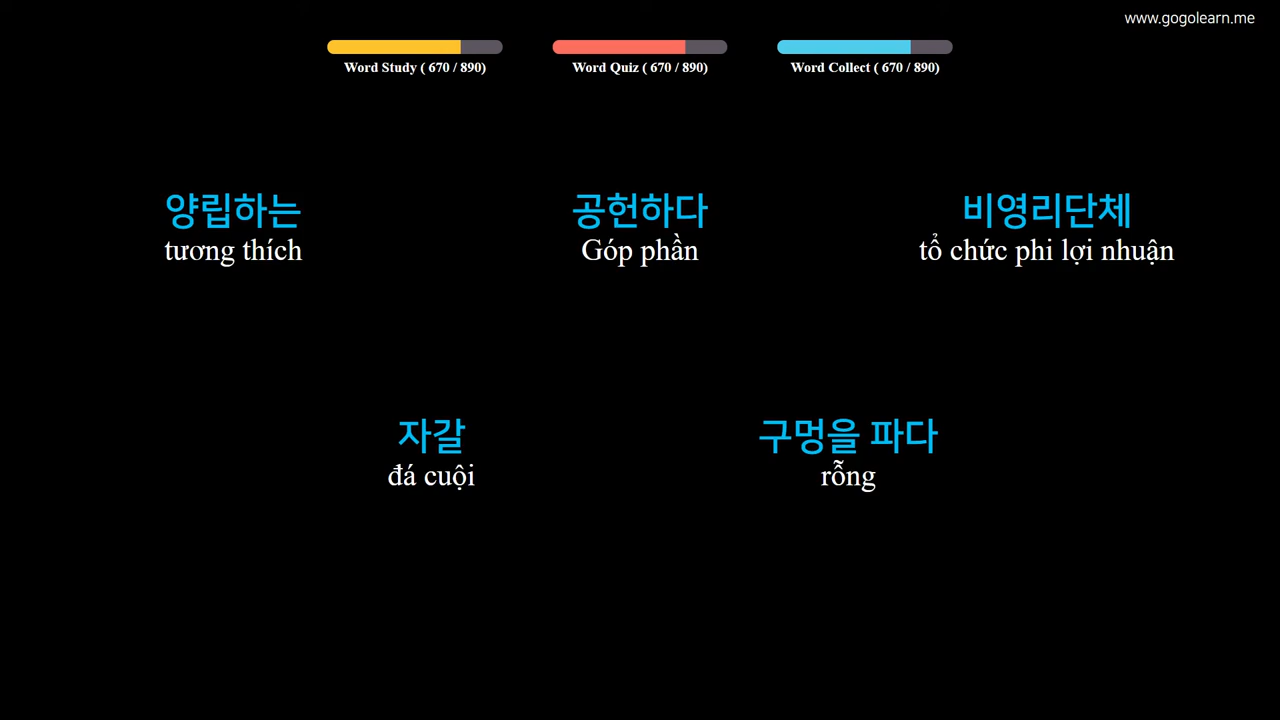 www.gogolearn.me
Word Study ( 670 / 890)
Word Quiz ( 670 / 890)
Word Collect ( 670 / 890)
양립하는
tương thích
공헌하다
Góp phần
비영리단체
tổ chức phi lợi nhuận
자갈
đá cuội
구멍을 파다
rỗng